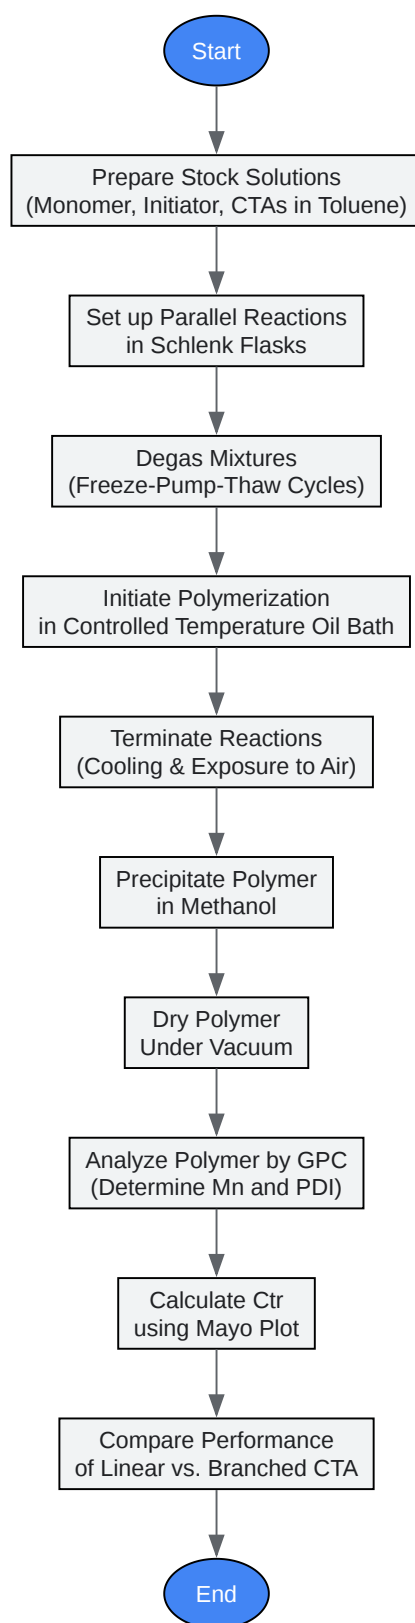 Start
Prepare Stock Solutions
(Monomer, Initiator, CTAs in Toluene)
Set up Parallel Reactions
in Schlenk Flasks
Degas Mixtures
(Freeze-Pump-Thaw Cycles)
Initiate Polymerization
in Controlled Temperature Oil Bath
Terminate Reactions
(Cooling & Exposure to Air)
Precipitate Polymer
in Methanol
Dry Polymer
Under Vacuum
Analyze Polymer by GPC
(Determine Mn and PDI)
Calculate Ctr
using Mayo Plot
Compare Performance
of Linear vs. Branched CTA
End